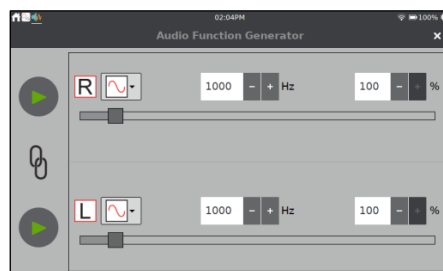 02:04PM
100%
Audio Function Generator
×
R 1000 - + Hz 100 - + %
L 1000 - + Hz 100 - + %